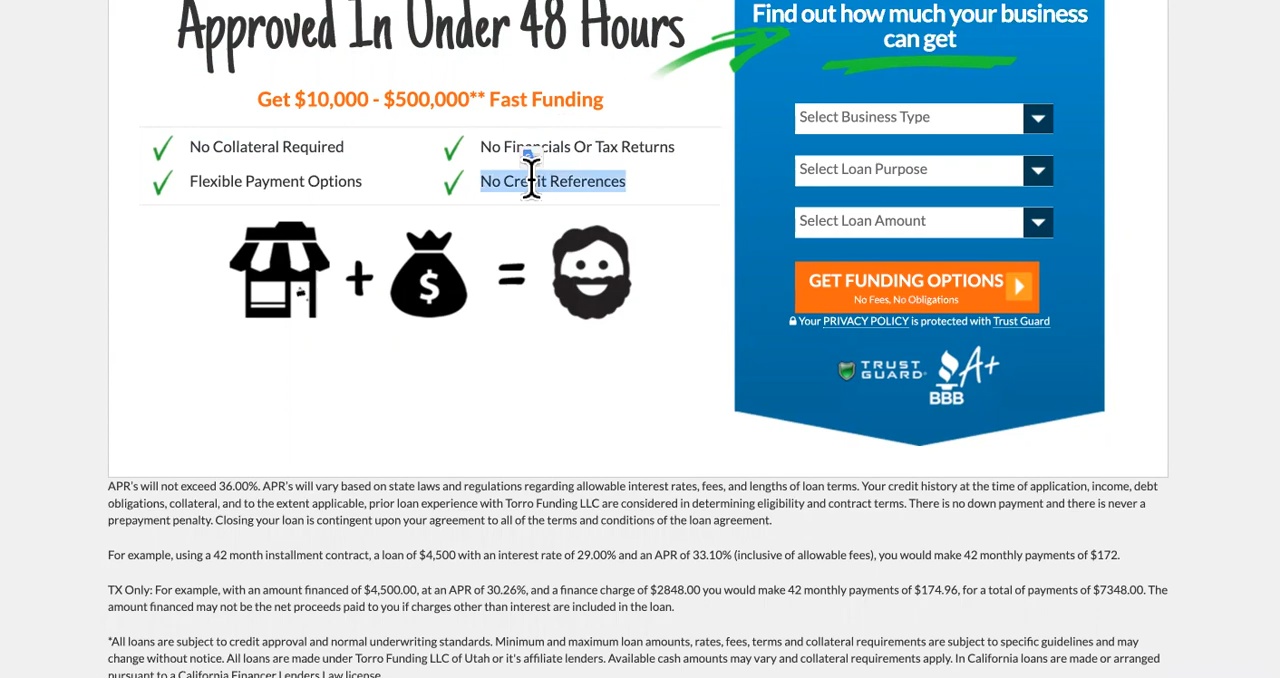 Approved In Under 48 Hours
Get $10,000 - $500,000** Fast Funding
No Collateral Required
No Financials Or Tax Returns
Flexible Payment Options
No Credit References
$
Find out how much your business
can get
Select Business Type
Select Loan Purpose
Select Loan Amount
GET FUNDING OPTIONS
No Fees, No Obligations
Your PRIVACY POLICY is protected with Trust Guard
TRUST
GUARD
A+
BBB
APR's will not exceed 36.00%. APR's will vary based on state laws and regulations regarding allowable interest rates, fees, and lengths of loan terms. Your credit history at the time of application, income, debt
obligations, collateral, and to the extent applicable, prior loan experience with Torro Funding LLC are considered in determining eligibility and contract terms. There is no down payment and there is never a
prepayment penalty. Closing your loan is contingent upon your agreement to all of the terms and conditions of the loan agreement.
For example, using a 42 month installment contract, a loan of $4,500 with an interest rate of 29.00% and an APR of 33.10% (inclusive of allowable fees), you would make 42 monthly payments of $172.
TX Only: For example, with an amount financed of $4,500.00, at an APR of 30.26%, and a finance charge of $2848.00 you would make 42 monthly payments of $174.96, for a total of payments of $7348.00. The
amount financed may not be the net proceeds paid to you if charges other than interest are included in the loan.
*All loans are subject to credit approval and normal underwriting standards. Minimum and maximum loan amounts, rates, fees, terms and collateral requirements are subject to specific guidelines and may
change without notice. All loans are made under Torro Funding LLC of Utah or it's affiliate lenders. Available cash amounts may vary and collateral requirements apply. In California loans are made or arranged
pursuant to a California Financer Lenders Law license.